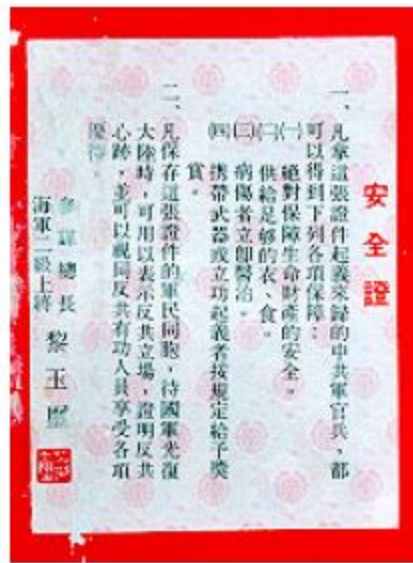 安全證
一、凡拿這張證件起義來歸的中共軍官兵，都
可以得到下列各項保障：
㈠絕對保障生命財產的安全。
㈡供給足够的衣、食。
㈢病傷者立即醫治。
㈣攜帶武器或立功起義者按規定給予獎
賞。
二、凡保存這張證件的軍民同胞，待國軍光復
大陸時，可用以表示反共立場，證明反共
心跡，並可以視同反共有功人員享受各項
優待。
參謀總長
海軍二級上將
黎玉璽